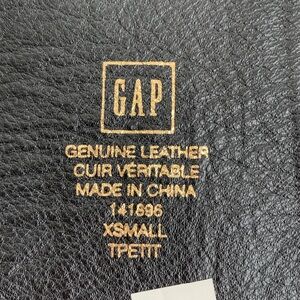 GAP
GENUINE LEATHER
CUIR VÉRITABLE
MADE IN CHINA
141896
XSMALL
TPETIT